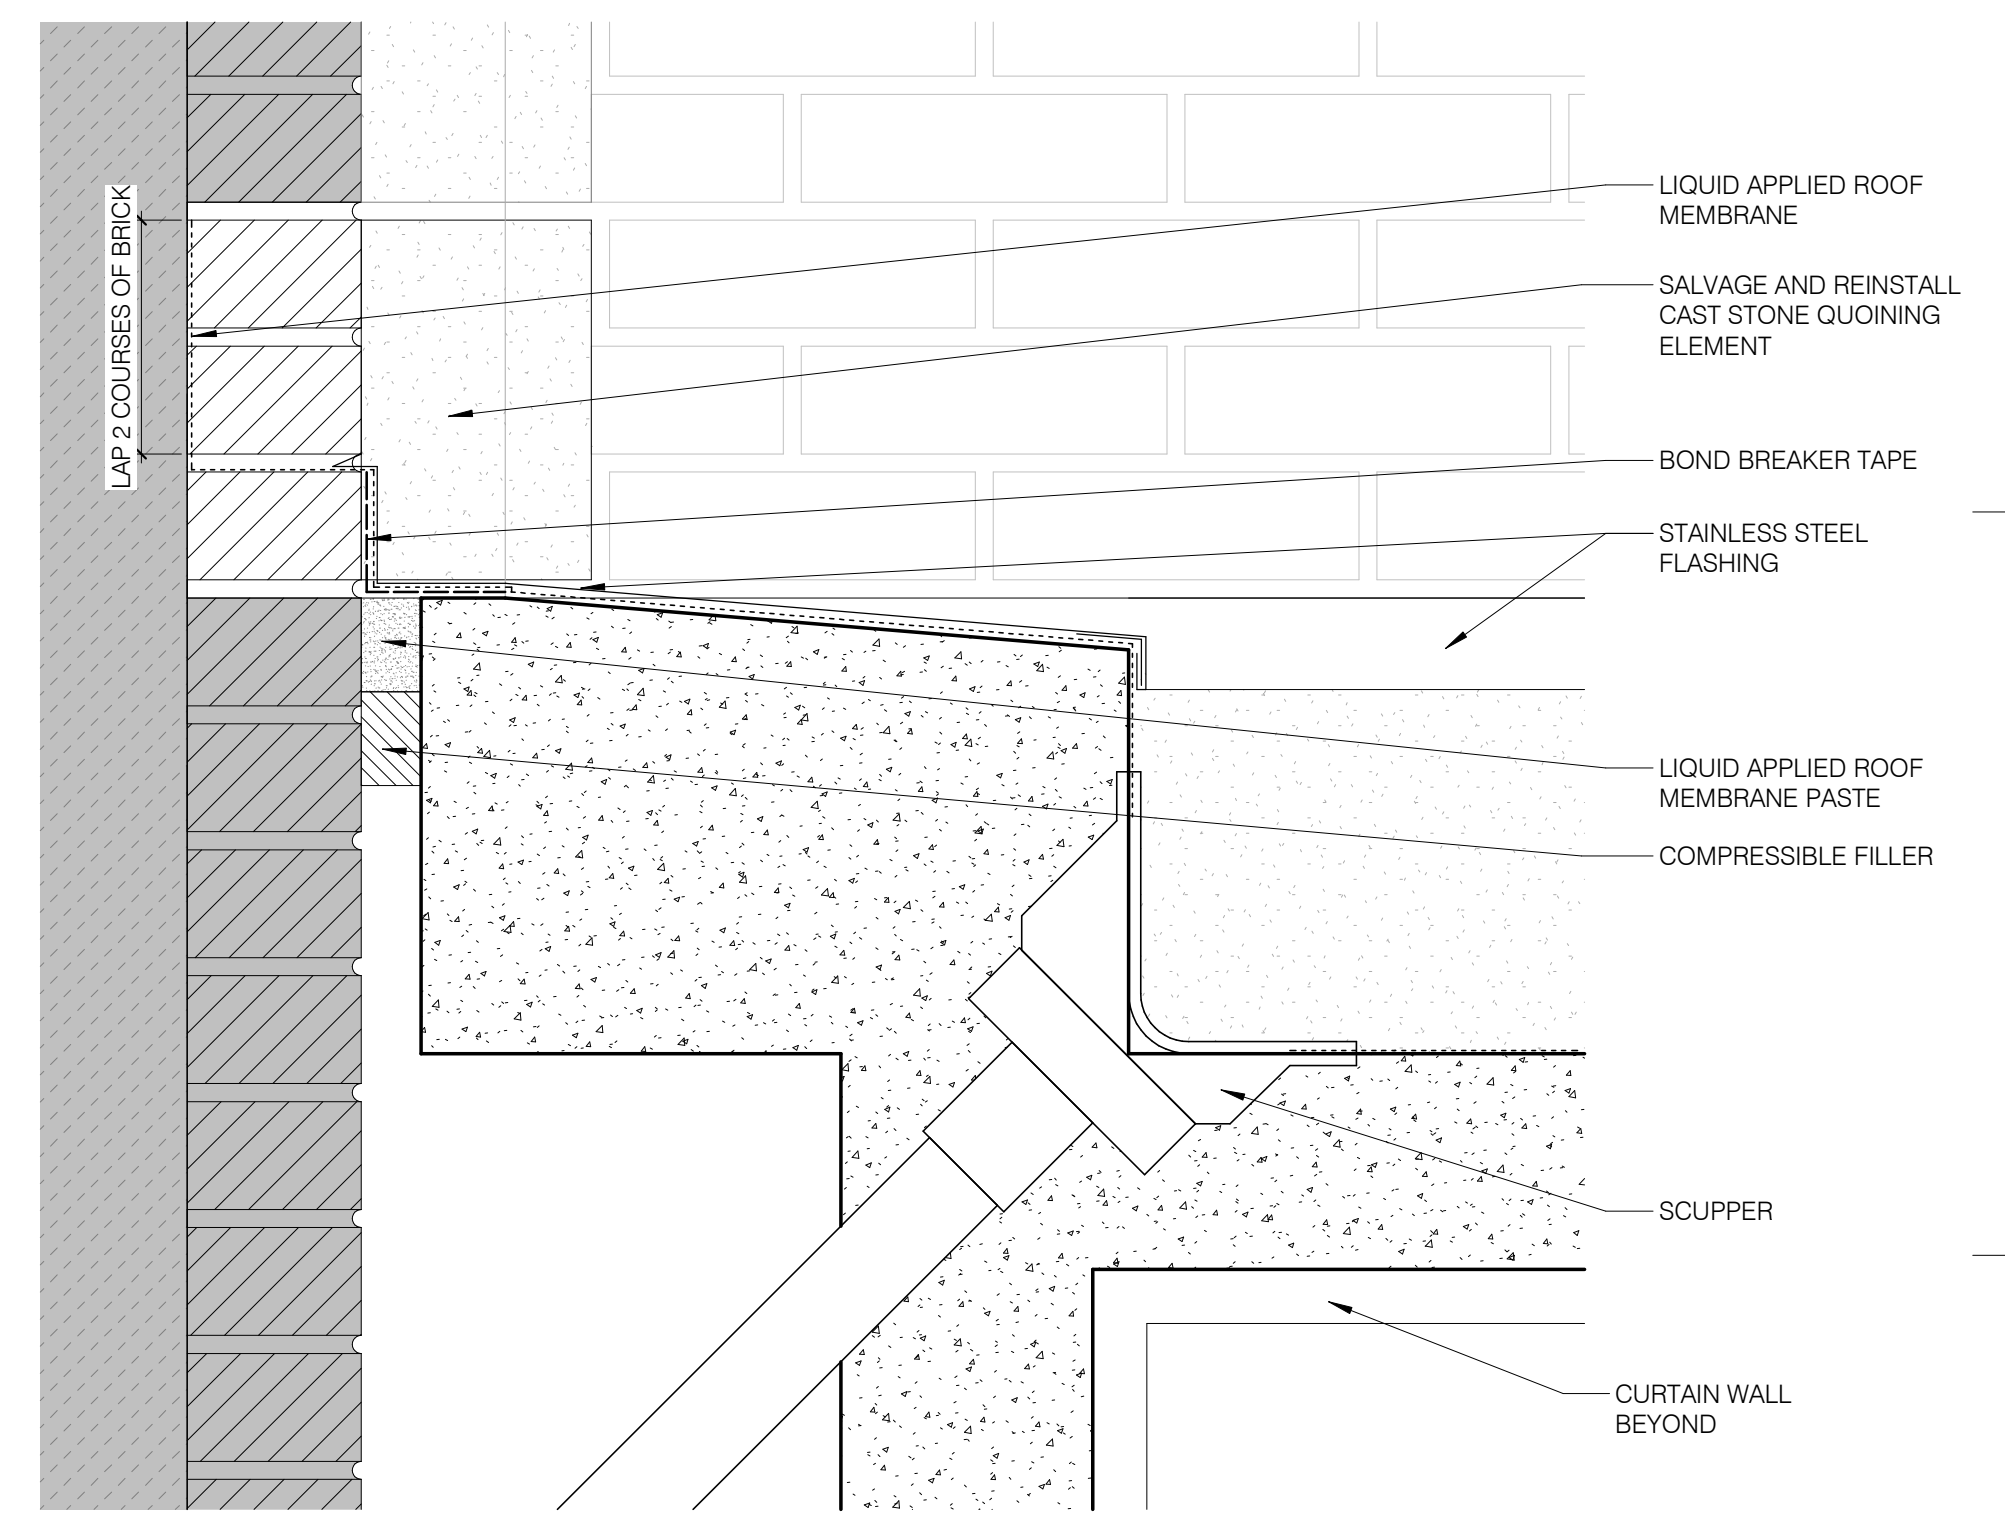 LAP 2 COURSES OF BRICK
LIQUID APPLIED ROOF
MEMBRANE
SALVAGE AND REINSTALL
CAST STONE QUOINING
ELEMENT
BOND BREAKER TAPE
STAINLESS STEEL
FLASHING
LIQUID APPLIED ROOF
MEMBRANE PASTE
COMPRESSIBLE FILLER
SCUPPER
CURTAIN WALL
BEYOND